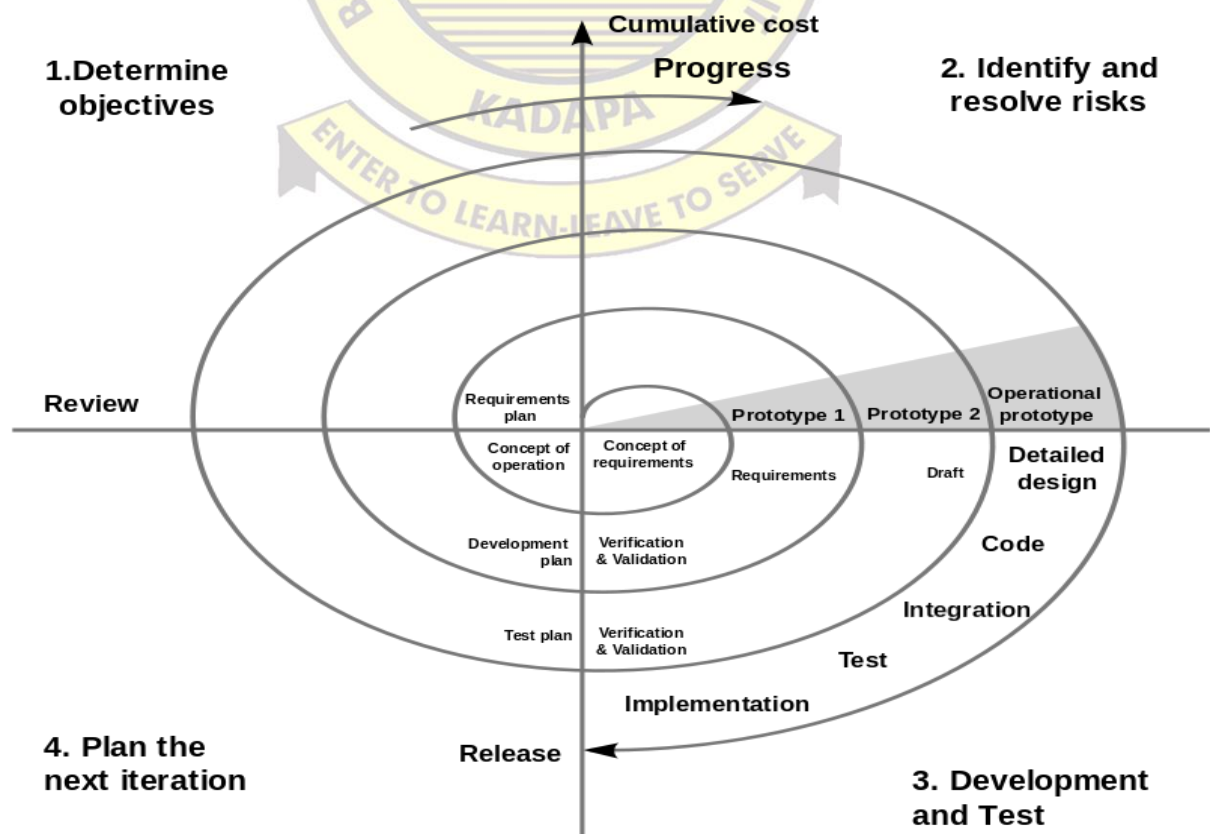 Cumulative cost
Progress
1.Determine
objectives
2. Identify and
resolve risks
KADAPA
ENTER TO LEARN-LEAVE TO SERVE
Review
Requirements
plan
Concept of
operation
Concept of
requirements
Prototype 1
Prototype 2
Operational
prototype
Requirements
Draft
Detailed
design
Code
Integration
Test
Implementation
Development
plan
Verification
& Validation
Test plan
Verification
& Validation
Release
4. Plan the
next iteration
3. Development
and Test